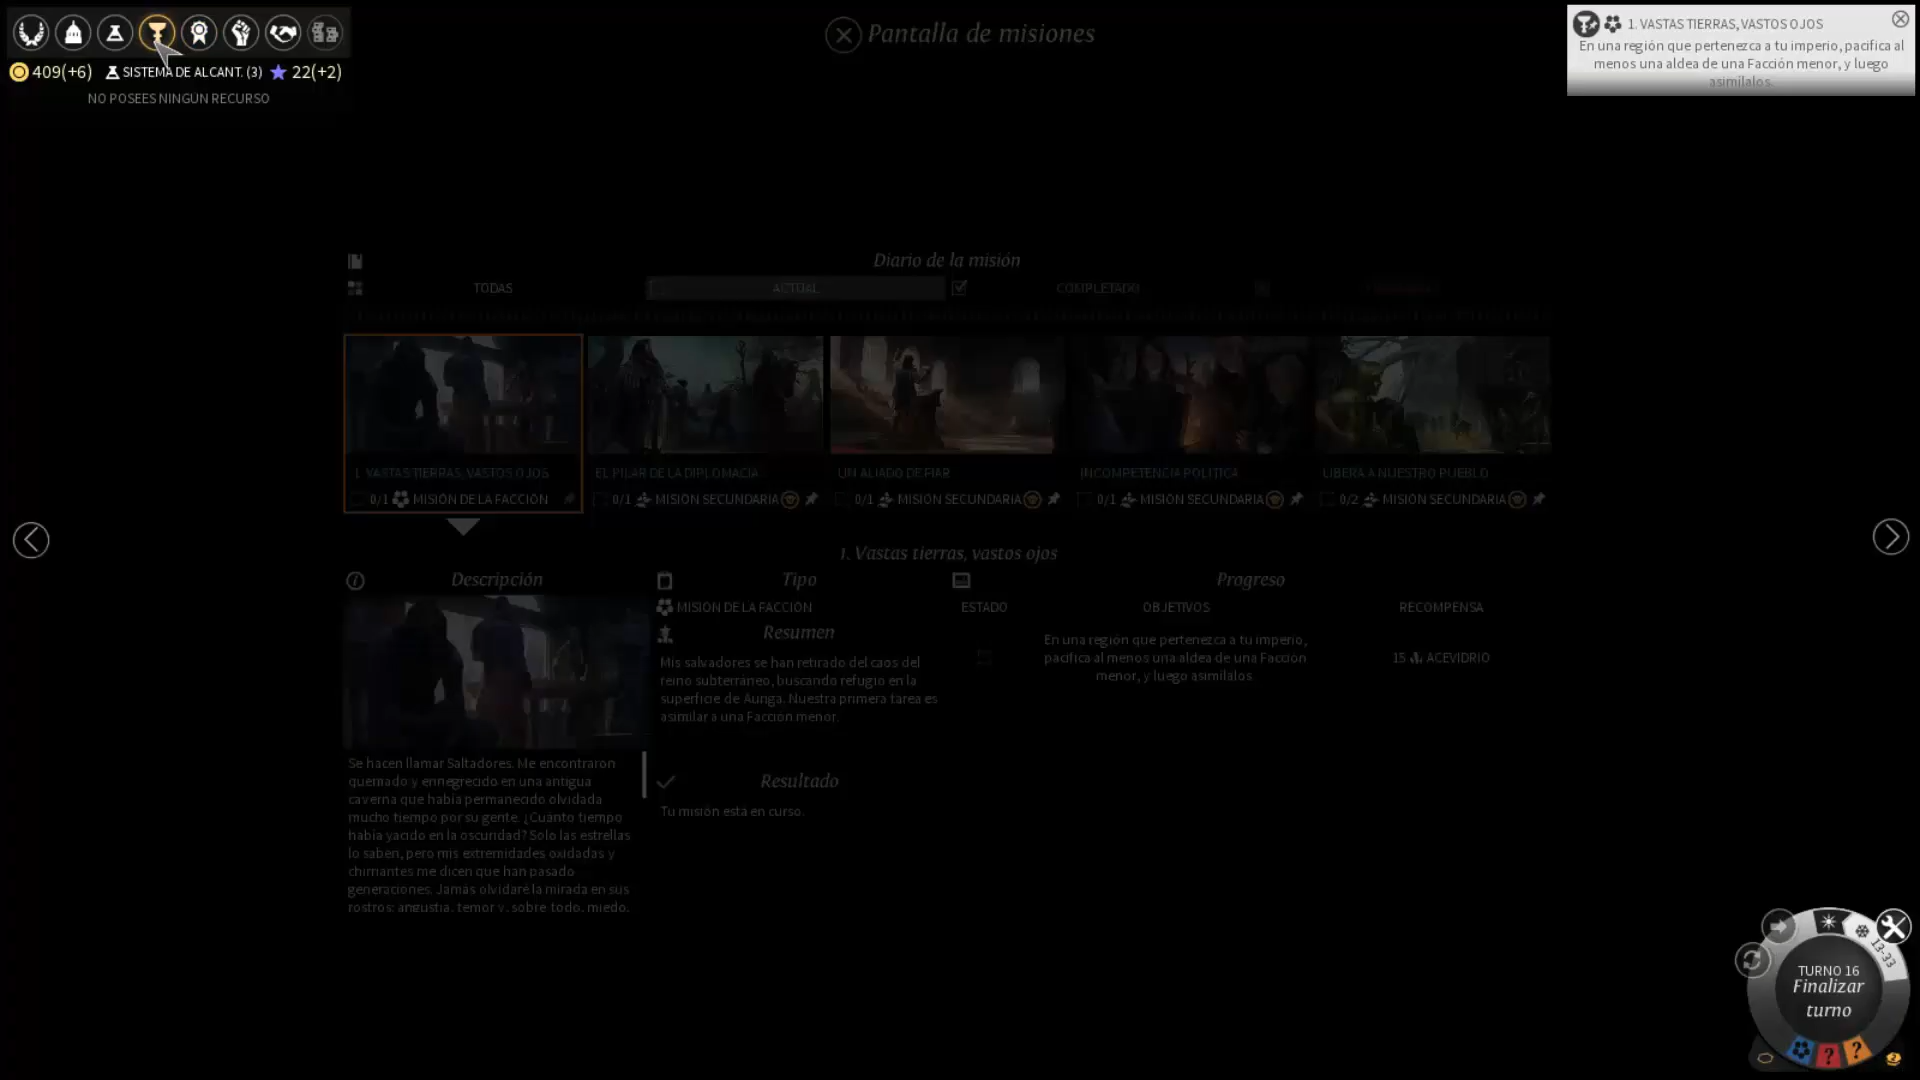 Pantalla de misiones
1. VASTAS TIERRAS, VASTOS OJOS
En una región que pertenezca a tu imperio, pacifica al
menos una aldea de una Facción menor, y luego
asimílalos.
409(+6) SISTEMA DE ALCANT. (3) 22(+2)
NO POSEES NINGÚN RECURSO
Diario de la misión
TODAS ACTUAL COMPLETADO
1. VASTAS TIERRAS, VASTOS OJOS
0/1 MISIÓN DE LA FACCIÓN
EL PILAR DE LA DIPLOMACIA
0/1 MISIÓN SECUNDARIA
UN ALIADO DE FIAR
0/1 MISIÓN SECUNDARIA
INCOMPETENCIA POLÍTICA
0/1 MISIÓN SECUNDARIA
LIBERA A NUESTRO PUEBLO
0/2 MISIÓN SECUNDARIA
1. Vastas tierras, vastos ojos
Descripción
Se hacen llamar Saltadores. Me encontraron
quemado y ennegrecido en una antigua
caverna que había permanecido olvidada
mucho tiempo por su gente. ¿Cuánto tiempo
había yacido en la oscuridad? Solo las estrellas
lo saben, pero mis extremidades oxidadas y
chirriantes me dicen que han pasado
generaciones. Jamás olvidaré la mirada en sus
rostros: angustia, temor y, sobre todo, miedo.
Tipo
MISIÓN DE LA FACCIÓN
Resumen
Mis salvadores se han retirado del caos del
reino subterráneo, buscando refugio en la
superficie de Auriga. Nuestra primera tarea es
asimilar a una Facción menor.
Resultado
Tu misión está en curso.
Progreso
ESTADO OBJETIVOS RECOMPENSA
En una región que pertenezca a tu imperio,
pacifica al menos una aldea de una Facción
menor, y luego asimílalos
15 ACEVIDRIO
13-33
TURNO 16
Finalizar
turno